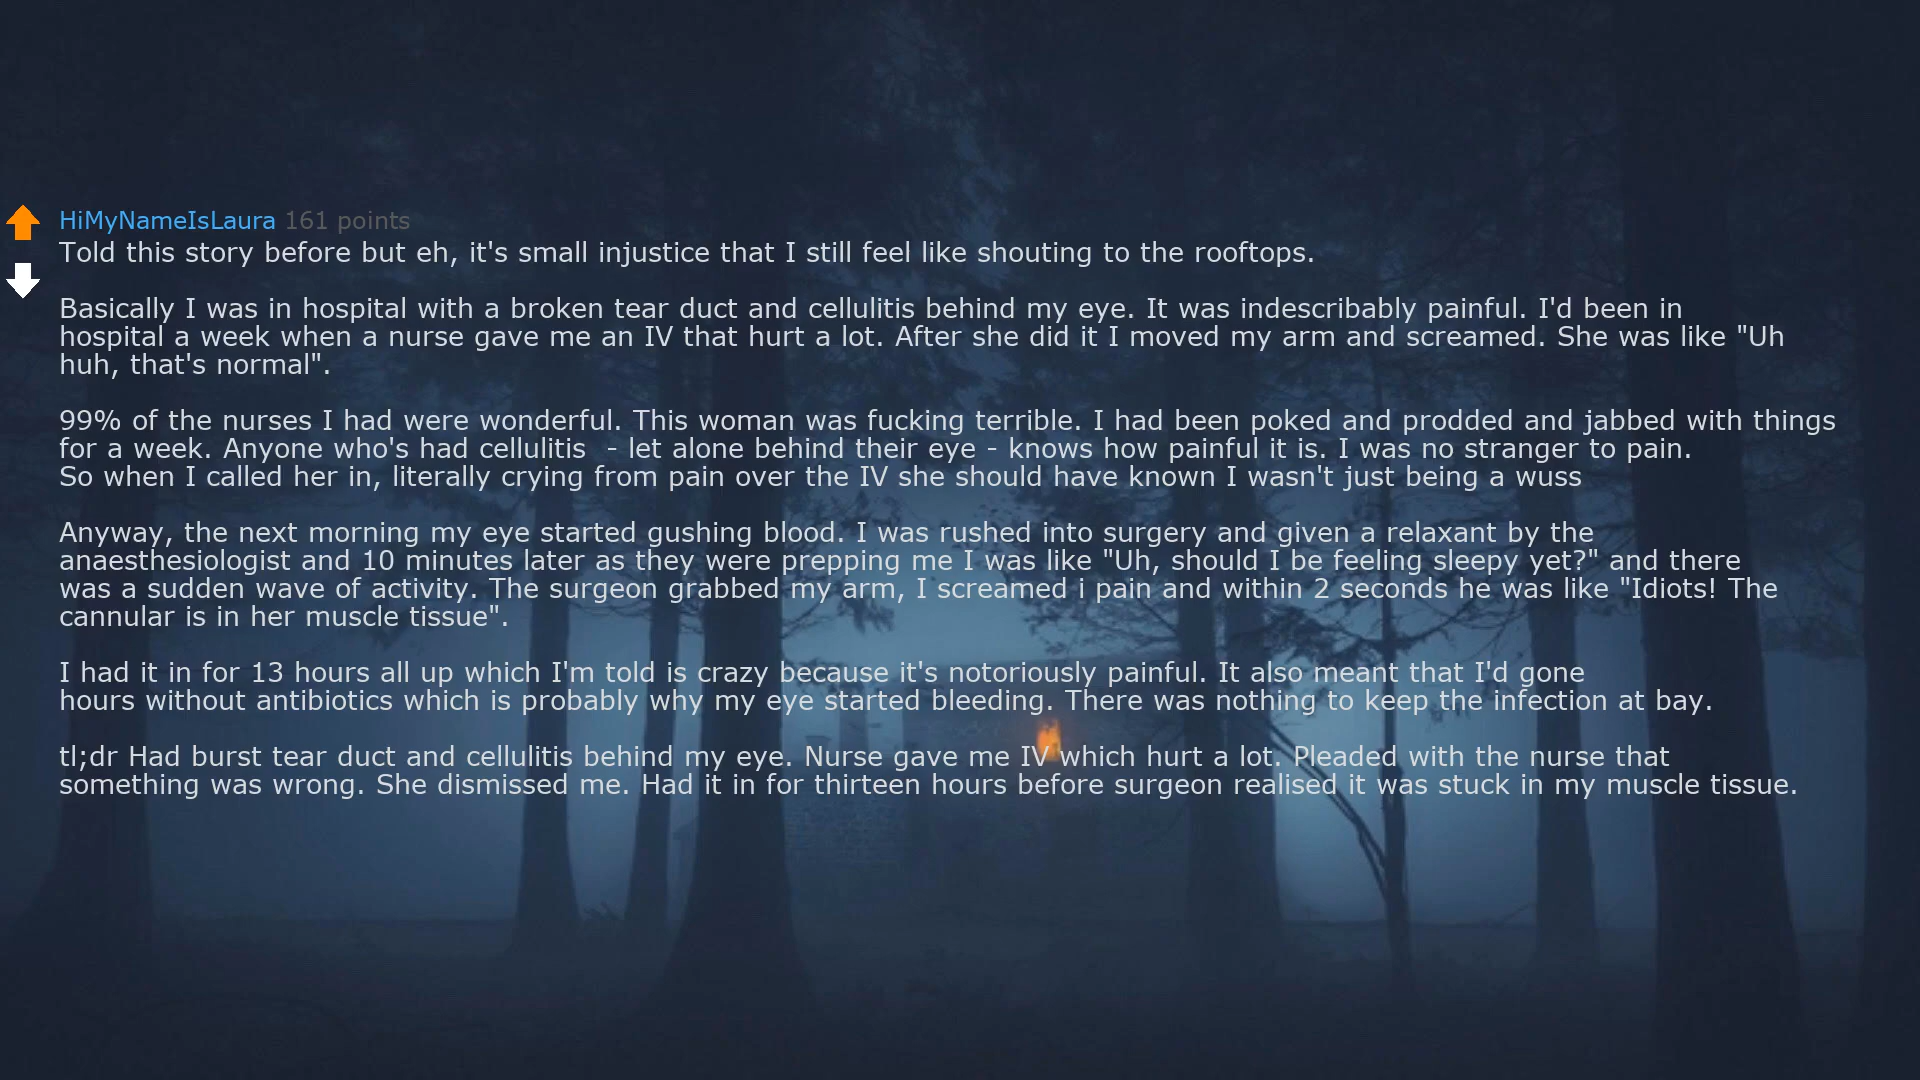 HiMyNameIsLaura 161 points
Told this story before but eh, it's small injustice that I still feel like shouting to the rooftops.
Basically I was in hospital with a broken tear duct and cellulitis behind my eye. It was indescribably painful. I'd been in
hospital a week when a nurse gave me an IV that hurt a lot. After she did it I moved my arm and screamed. She was like "Uh
huh, that's normal".
99% of the nurses I had were wonderful. This woman was fucking terrible. I had been poked and prodded and jabbed with things
for a week. Anyone who's had cellulitis  - let alone behind their eye - knows how painful it is. I was no stranger to pain.
So when I called her in, literally crying from pain over the IV she should have known I wasn't just being a wuss
Anyway, the next morning my eye started gushing blood. I was rushed into surgery and given a relaxant by the
anaesthesiologist and 10 minutes later as they were prepping me I was like "Uh, should I be feeling sleepy yet?" and there
was a sudden wave of activity. The surgeon grabbed my arm, I screamed i pain and within 2 seconds he was like "Idiots! The
cannular is in her muscle tissue".
I had it in for 13 hours all up which I'm told is crazy because it's notoriously painful. It also meant that I'd gone
hours without antibiotics which is probably why my eye started bleeding. There was nothing to keep the infection at bay.
tl;dr Had burst tear duct and cellulitis behind my eye. Nurse gave me IV which hurt a lot. Pleaded with the nurse that
something was wrong. She dismissed me. Had it in for thirteen hours before surgeon realised it was stuck in my muscle tissue.